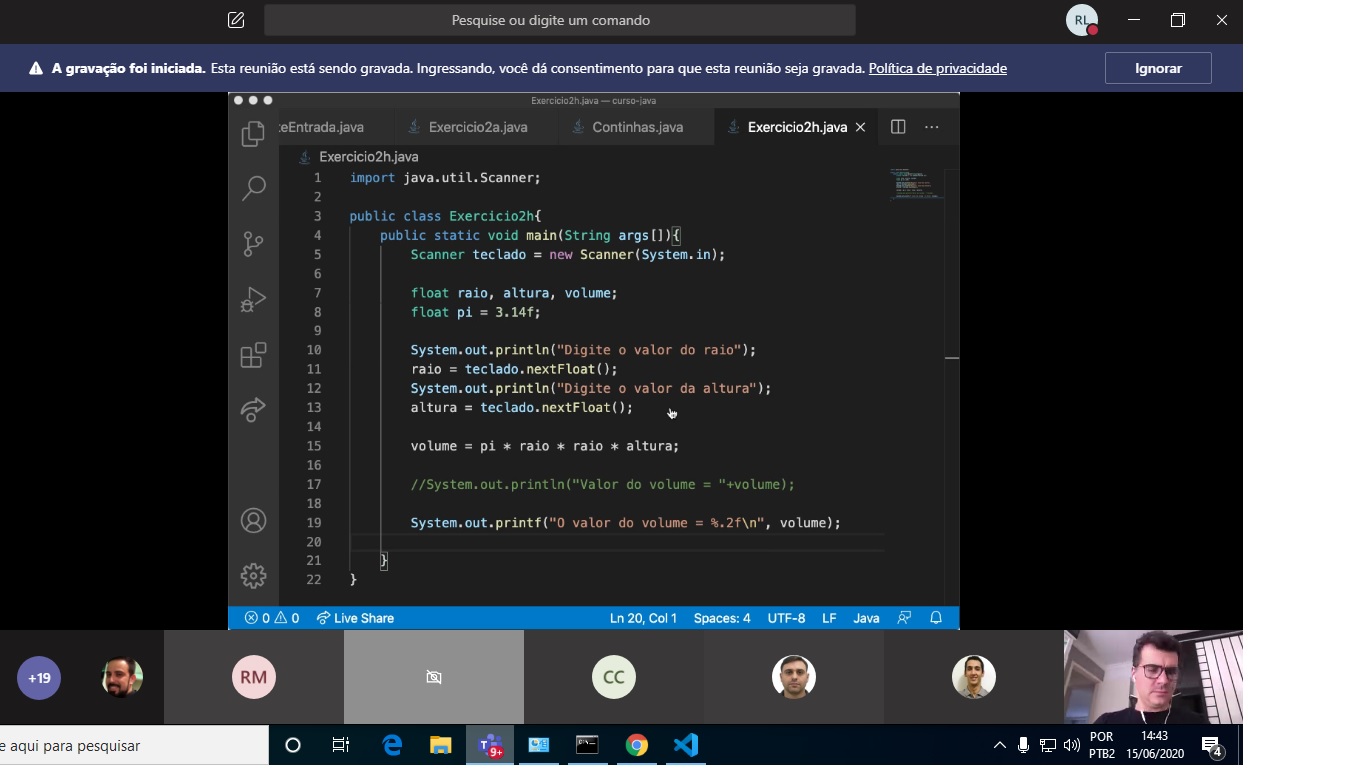 Pesquise ou digite um comando
RL
A gravação foi iniciada. Esta reunião está sendo gravada. Ingressando, você dá consentimento para que esta reunião seja gravada. Política de privacidade
Ignorar
Exercicio2h.java — curso-java
teEntrada.java
Exercicio2a.java
Continhas.java
Exercicio2h.java
Exercicio2h.java
1 import java.util.Scanner;
2
3 public class Exercicio2h{
4 public static void main(String args[]){
5 Scanner teclado = new Scanner(System.in);
6
7 float raio, altura, volume;
8 float pi = 3.14f;
9
10 System.out.println("Digite o valor do raio");
11 raio = teclado.nextFloat();
12 System.out.println("Digite o valor da altura");
13 altura = teclado.nextFloat();
14
15 volume = pi * raio * raio * altura;
16
17 //System.out.println("Valor do volume = "+volume);
18
19 System.out.printf("O valor do volume = %.2f\n", volume);
20
21 }
22 }
0 0 Live Share Ln 20, Col 1 Spaces: 4 UTF-8 LF Java
+19
RM
CC
e aqui para pesquisar
9+
POR
PTB2
14:43
15/06/2020
4